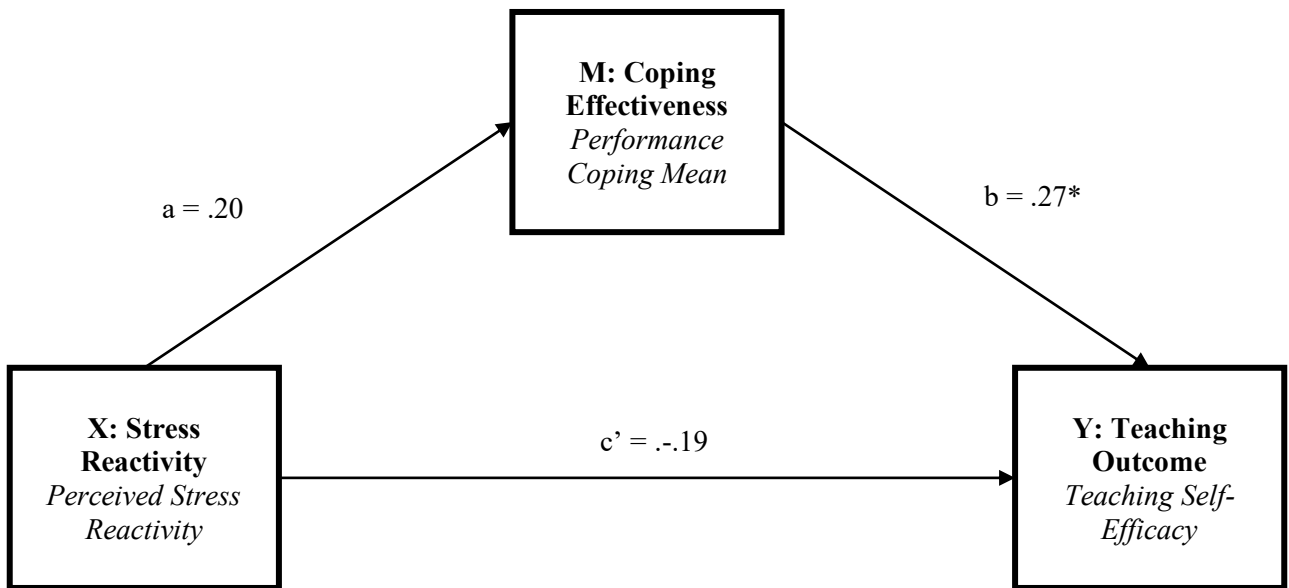 M: Coping
Effectiveness
Performance
Coping Mean
a = .20
b = .27*
X: Stress
Reactivity
Perceived Stress
Reactivity
c’ = .-.19
Y: Teaching
Outcome
Teaching Self-
Efficacy